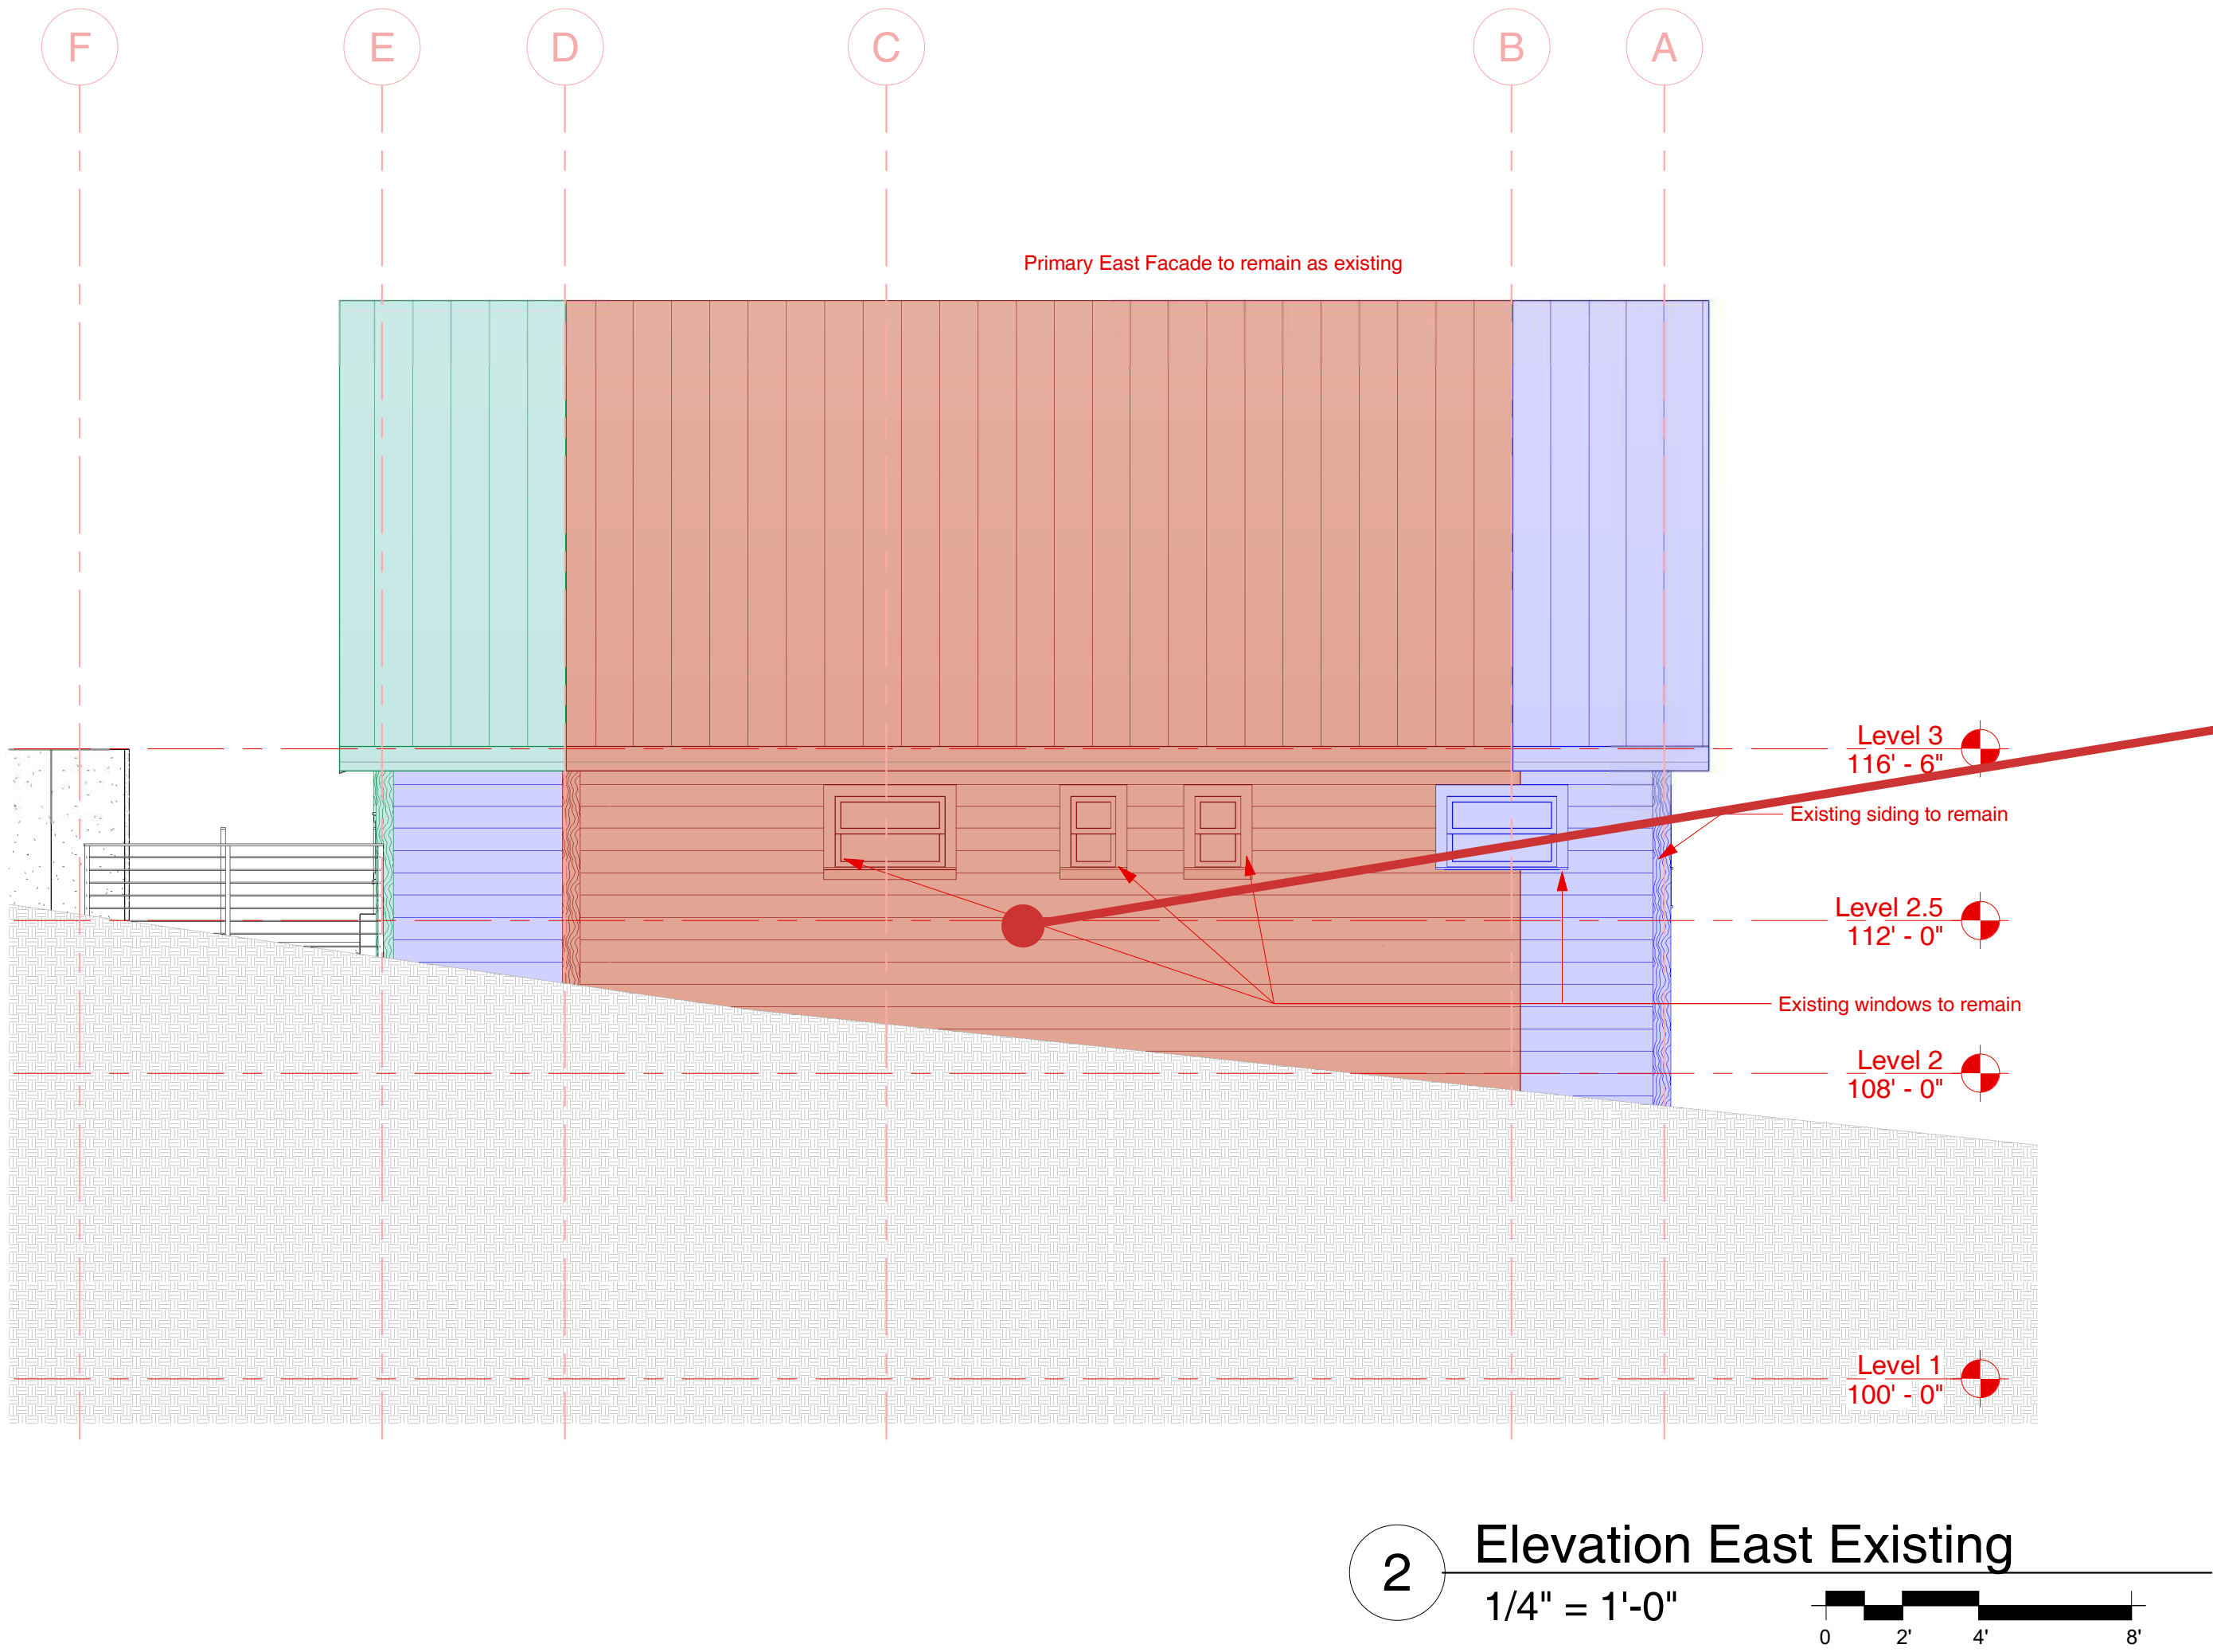 F E D C B A
Primary East Facade to remain as existing
Level 3
116' - 6"
Existing siding to remain
Level 2.5
112' - 0"
Existing windows to remain
Level 2
108' - 0"
Level 1
100' - 0"
2 Elevation East Existing
1/4" = 1'-0"
0 2' 4' 8'